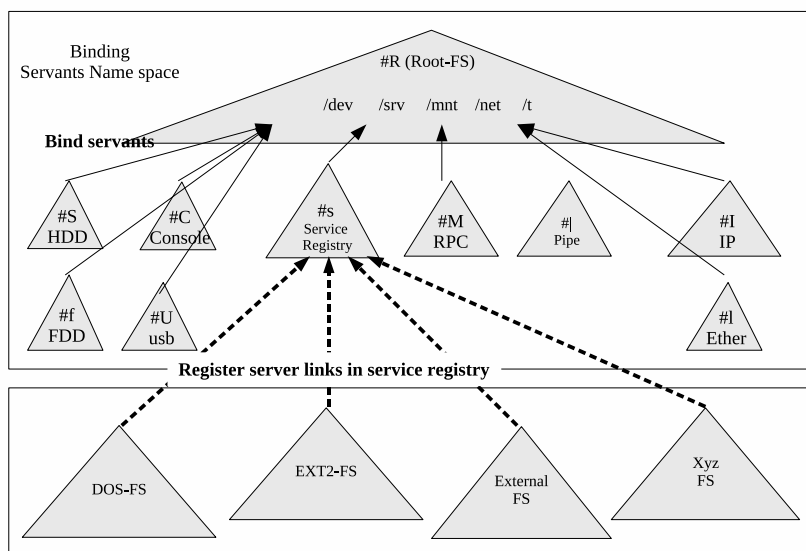 Binding
Servants Name space
#R (Root-FS)
/dev /srv /mnt /net /t
Bind servants
#S
HDD
#C
Console
#s
Service
Registry
#M
RPC
#|
Pipe
#I
IP
#f
FDD
#U
usb
#l
Ether
Register server links in service registry
DOS-FS
EXT2-FS
External
FS
Xyz
FS